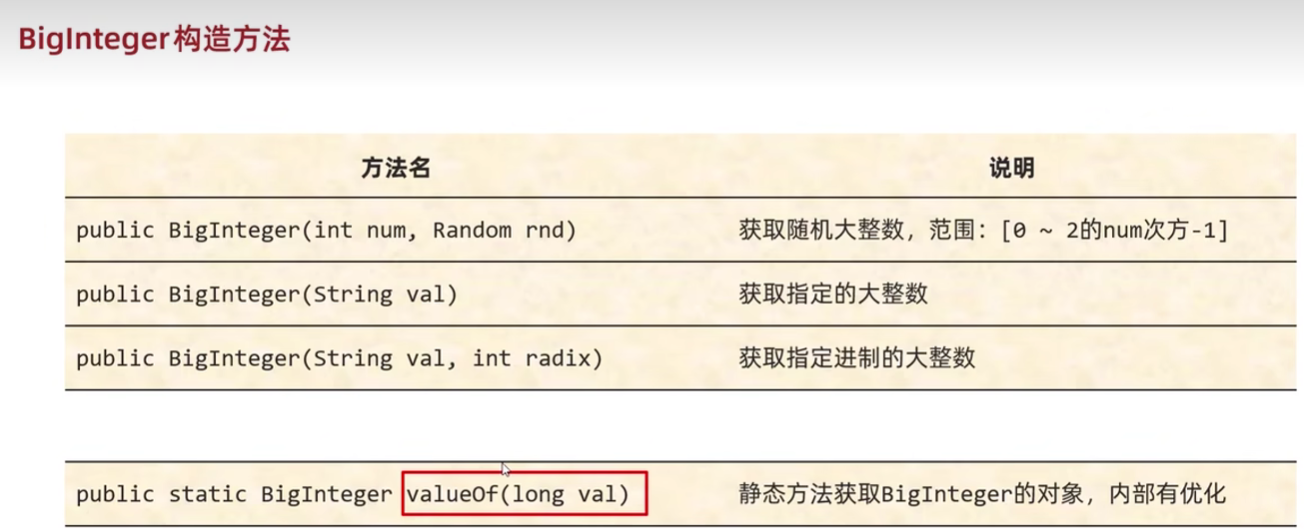 BigInteger构造方法
方法名 说明
public BigInteger(int num, Random rnd) 获取随机大整数，范围：[0 ~ 2的num次方-1]
public BigInteger(String val) 获取指定的大整数
public BigInteger(String val, int radix) 获取指定进制的大整数
public static BigInteger valueOf(long val) 静态方法获取BigInteger的对象，内部有优化